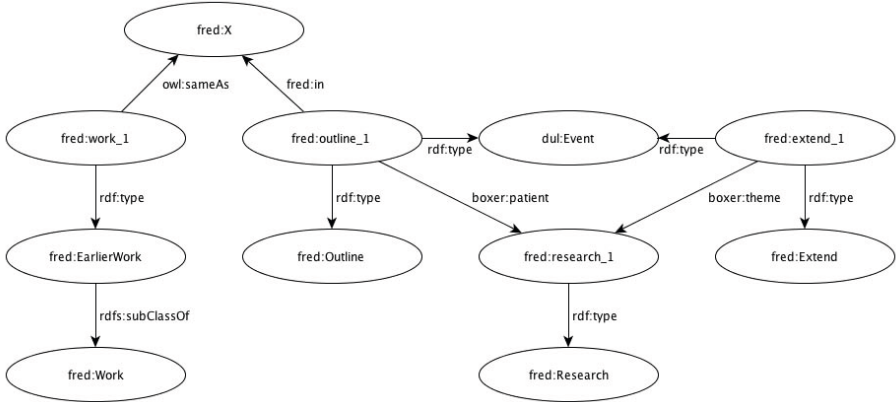 fred:X
owl:sameAs fred:in
fred:work_1 fred:outline_1 dul:Event fred:extend_1
rdf:type rdf:type
rdf:type rdf:type boxer:patient boxer:theme rdf:type
fred:EarlierWork fred:Outline fred:research_1 fred:Extend
rdfs:subClassOf rdf:type
fred:Work fred:Research